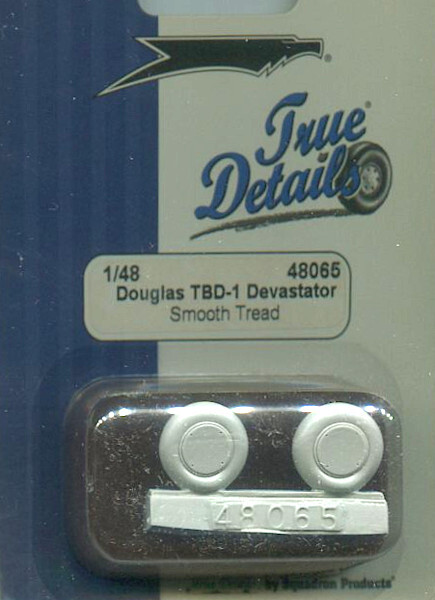 True
Details
1/48 48065
Douglas TBD-1 Devastator
Smooth Tread
48065
by Squadron Products